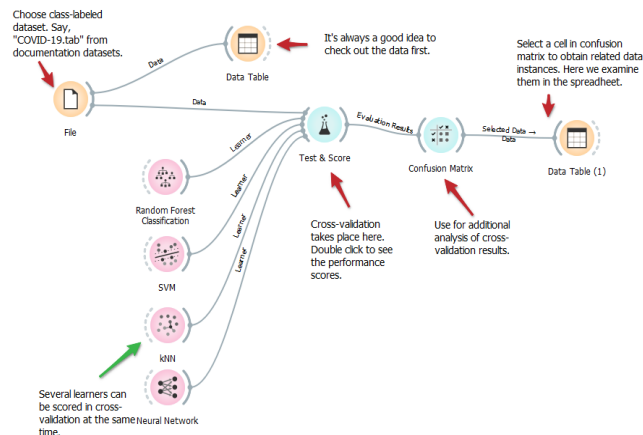 Choose class-labeled
dataset. Say,
"COVID-19.tab" from
documentation datasets.
It's always a good idea to
check out the data first.
Select a cell in confusion
matrix to obtain related data
instances. Here we examine
them in the spreadheet.
Data
Data Table
File
Data
Learner
Learner
Learner
Learner
Test & Score
Evaluation Results
Confusion Matrix
Selected Data →
Data
Data Table (1)
Random Forest
Classification
SVM
kNN
Neural Network
Cross-validation
takes place here.
Double click to see
the performance
scores.
Use for additional
analysis of cross-
validation results.
Several learners can
be scored in cross-
validation at the same
time.